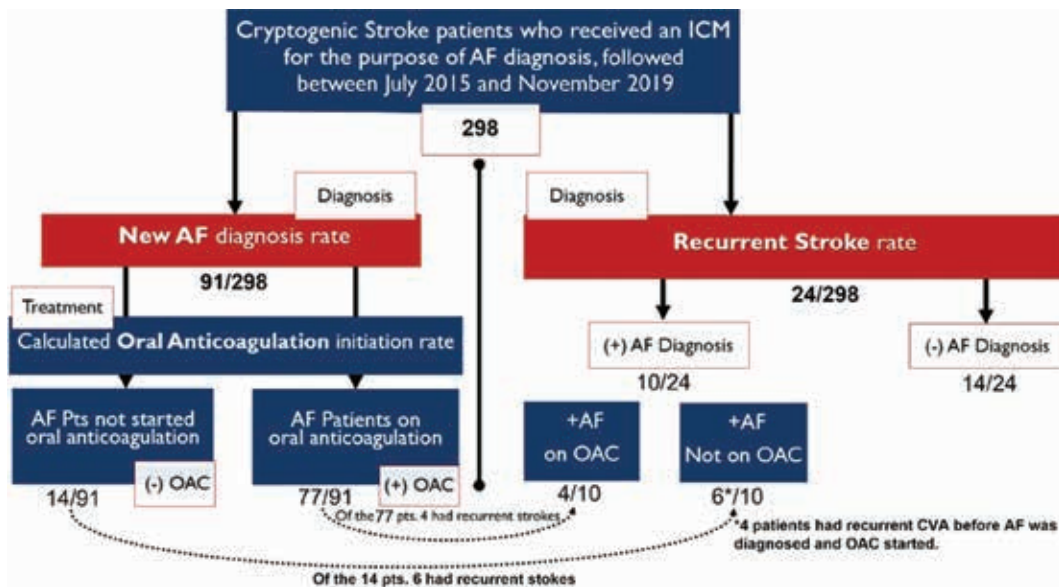 Cryptogenic Stroke patients who received an ICM
for the purpose of AF diagnosis, followed
between July 2015 and November 2019
298
Diagnosis
New AF diagnosis rate
91/298
Treatment
Calculated Oral Anticoagulation initiation rate
AF Pts not started
oral anticoagulation
(-) OAC
14/91
AF Patients on
oral anticoagulation
(+) OAC
77/91
Of the 77 pts. 4 had recurrent strokes
Diagnosis
Recurrent Stroke rate
24/298
(+) AF Diagnosis
10/24
(-) AF Diagnosis
14/24
+AF
on OAC
4/10
+AF
Not on OAC
6*/10
*4 patients had recurrent CVA before AF was
diagnosed and OAC started.
Of the 14 pts. 6 had recurrent stokes